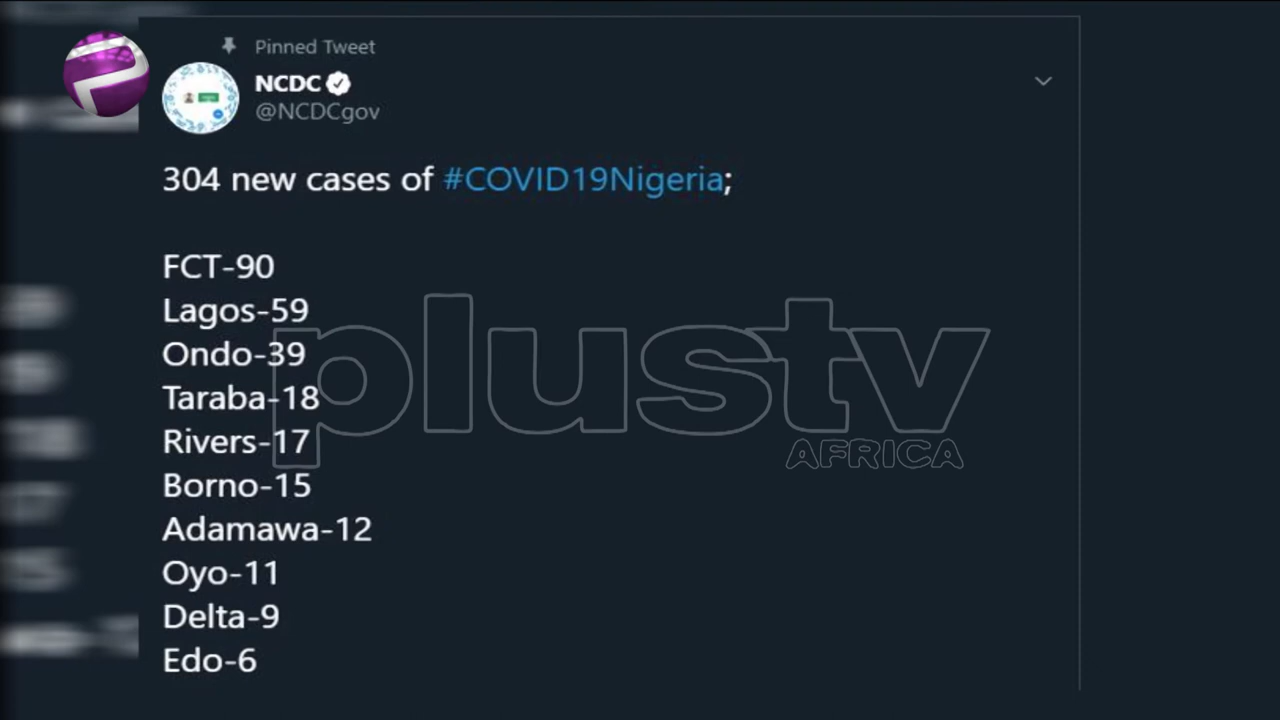 Pinned Tweet
NCDC
@NCDCgov
304 new cases of #COVID19Nigeria;
FCT-90
Lagos-59
Ondo-39
Taraba-18
Rivers-17
Borno-15
Adamawa-12
Oyo-11
Delta-9
Edo-6
plustv
AFRICA